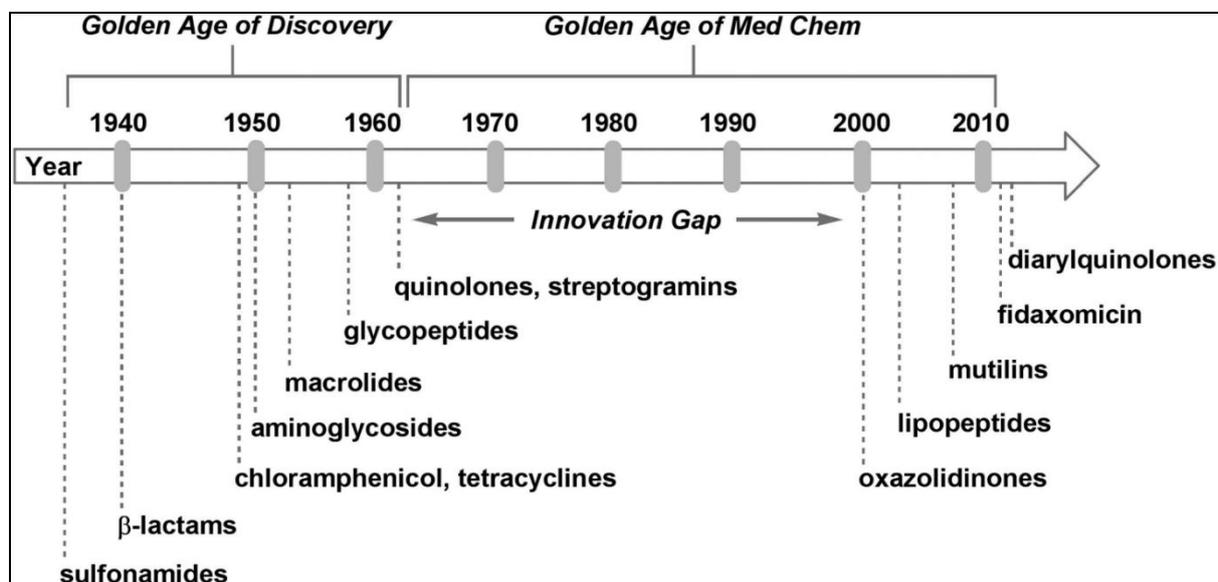 Golden Age of Discovery
Golden Age of Med Chem
1940
1950
1960
1970
1980
1990
2000
2010
Year
Innovation Gap
diarylquinolones
quinolones, streptogramins
fidaxomicin
glycopeptides
mutilins
macrolides
lipopeptides
aminoglycosides
chloramphenicol, tetracyclines
oxazolidinones
β-lactams
sulfonamides